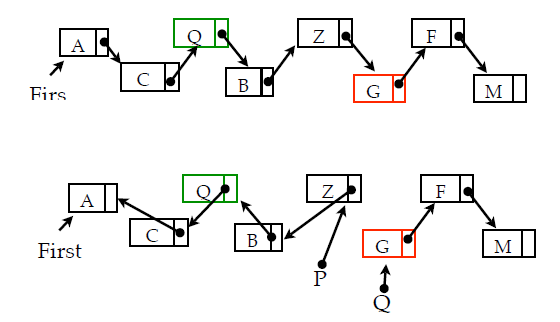 A Q Z F
C B G M
Firs
A Q Z F
C B G M
First
P Q